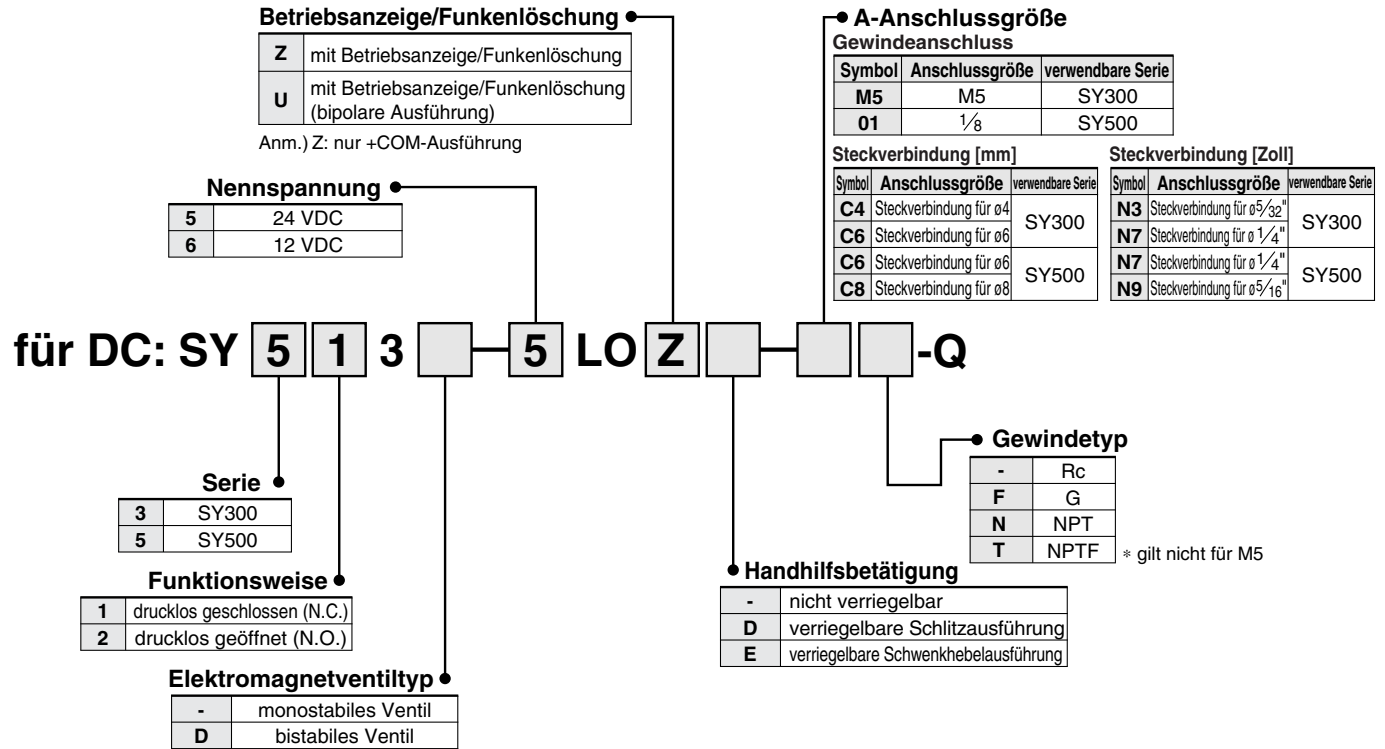 Betriebsanzeige/Funkenlöschung
Z mit Betriebsanzeige/Funkenlöschung
U mit Betriebsanzeige/Funkenlöschung
(bipolare Ausführung)
Anm.) Z: nur +COM-Ausführung
Nennspannung
5 24 VDC
6 12 VDC
A-Anschlussgröße
Gewindeanschluss
Symbol Anschlussgröße verwendbare Serie
M5 M5 SY300
01 1/8 SY500
Steckverbindung [mm]
Symbol Anschlussgröße verwendbare Serie
C4 Steckverbindung für ø4 SY300
C6 Steckverbindung für ø6
C6 Steckverbindung für ø6 SY500
C8 Steckverbindung für ø8
Steckverbindung [Zoll]
Symbol Anschlussgröße verwendbare Serie
N3 Steckverbindung für ø5/32" SY300
N7 Steckverbindung für ø 1/4"
N7 Steckverbindung für ø 1/4" SY500
N9 Steckverbindung für ø5/16"
für DC: SY 5 1 3 - 5 LO Z - -Q
Serie
3 SY300
5 SY500
Funktionsweise
1 drucklos geschlossen (N.C.)
2 drucklos geöffnet (N.O.)
Elektromagnetventiltyp
- monostabiles Ventil
D bistabiles Ventil
Gewindetyp
- Rc
F G
N NPT
T NPTF * gilt nicht für M5
Handhilfsbetätigung
- nicht verriegelbar
D verriegelbare Schlitzausführung
E verriegelbare Schwenkhebelausführung